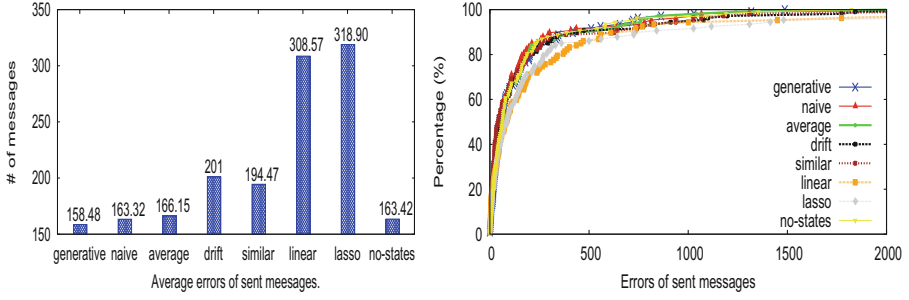 350
300
250
200
150
# of messages
158.48
163.32
166.15
201
194.47
308.57
318.90
163.42
generative
naive
average
drift
similar
linear
lasso
no-states
Average errors of sent meesages.
100
80
60
40
20
0
Percentage (%)
generative
naive
average
drift
similar
linear
lasso
no-states
0
500
1000
1500
2000
Errors of sent messages